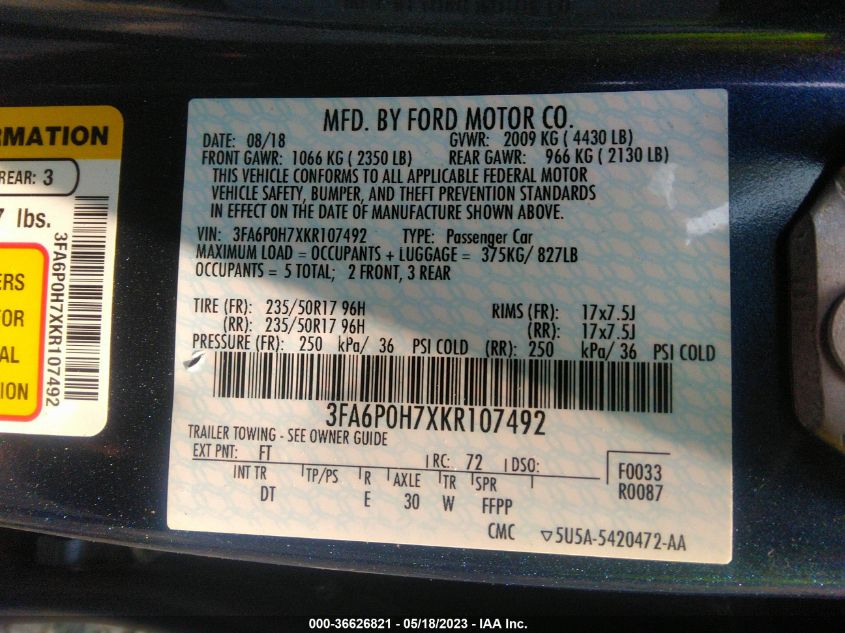 MFD. BY FORD MOTOR CO.
RMATION
REAR: 3
lbs.
3FA6P0H7XKR107492
ERS
FOR
AL
ION
MFD. BY FORD MOTOR CO.
DATE: 08/18 GVWR: 2009 KG ( 4430 LB)
FRONT GAWR: 1066 KG ( 2350 LB) REAR GAWR: 966 KG ( 2130 LB)
THIS VEHICLE CONFORMS TO ALL APPLICABLE FEDERAL MOTOR
VEHICLE SAFETY, BUMPER, AND THEFT PREVENTION STANDARDS
IN EFFECT ON THE DATE OF MANUFACTURE SHOWN ABOVE.
VIN: 3FA6P0H7XKR107492 TYPE: Passenger Car
MAXIMUM LOAD = OCCUPANTS + LUGGAGE = 375KG/ 827LB
OCCUPANTS = 5 TOTAL; 2 FRONT, 3 REAR
TIRE (FR): 235/50R17 96H RIMS (FR): 17x7.5J
(RR): 235/50R17 96H (RR): 17x7.5J
PRESSURE (FR): 250 kPa/ 36 PSI COLD (RR): 250 kPa/ 36 PSI COLD
3FA6P0H7XKR107492
TRAILER TOWING - SEE OWNER GUIDE
EXT PNT: FT RC: 72 DSO: F0033
INT TR TP/PS R AXLE TR SPR R0087
DT E 30 W FFPP
CMC ▽5U5A-5420472-AA
000-36626821 - 05/18/2023 - IAA Inc.